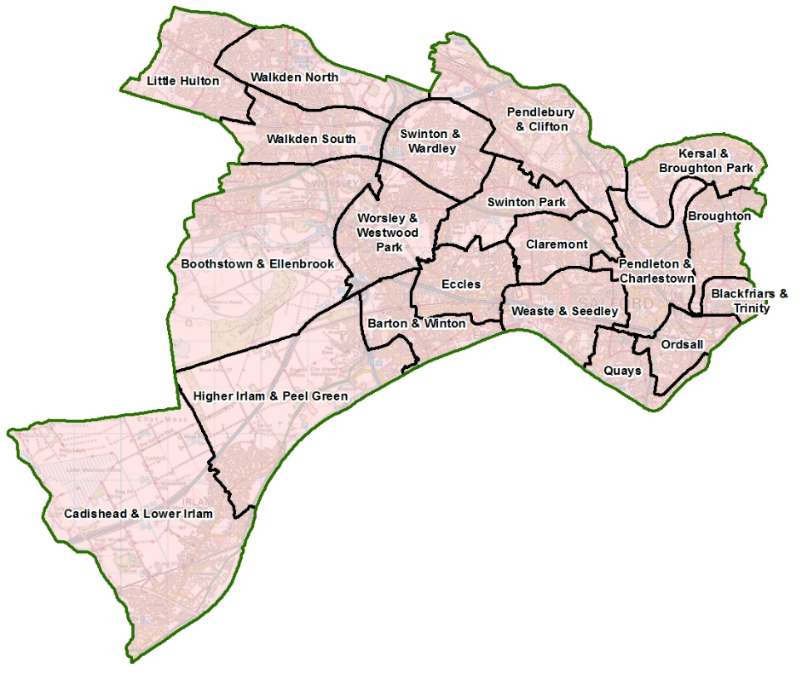 Little Hulton
Walkden North
Pendlebury
& Clifton
Walkden South
Swinton &
Wardley
Kersal &
Broughton Park
WORSLEY
Swinton Park
Broughton
Worsley &
Westwood
Park
Claremont
Boothstown & Ellenbrook
Pendleton &
Charlestown
Eccles
Blackfriars &
Trinity
Weaste & Seedley
Barton & Winton
Ordsall
Quays
Higher Irlam & Peel Green
IRLAM
Cadishead & Lower Irlam